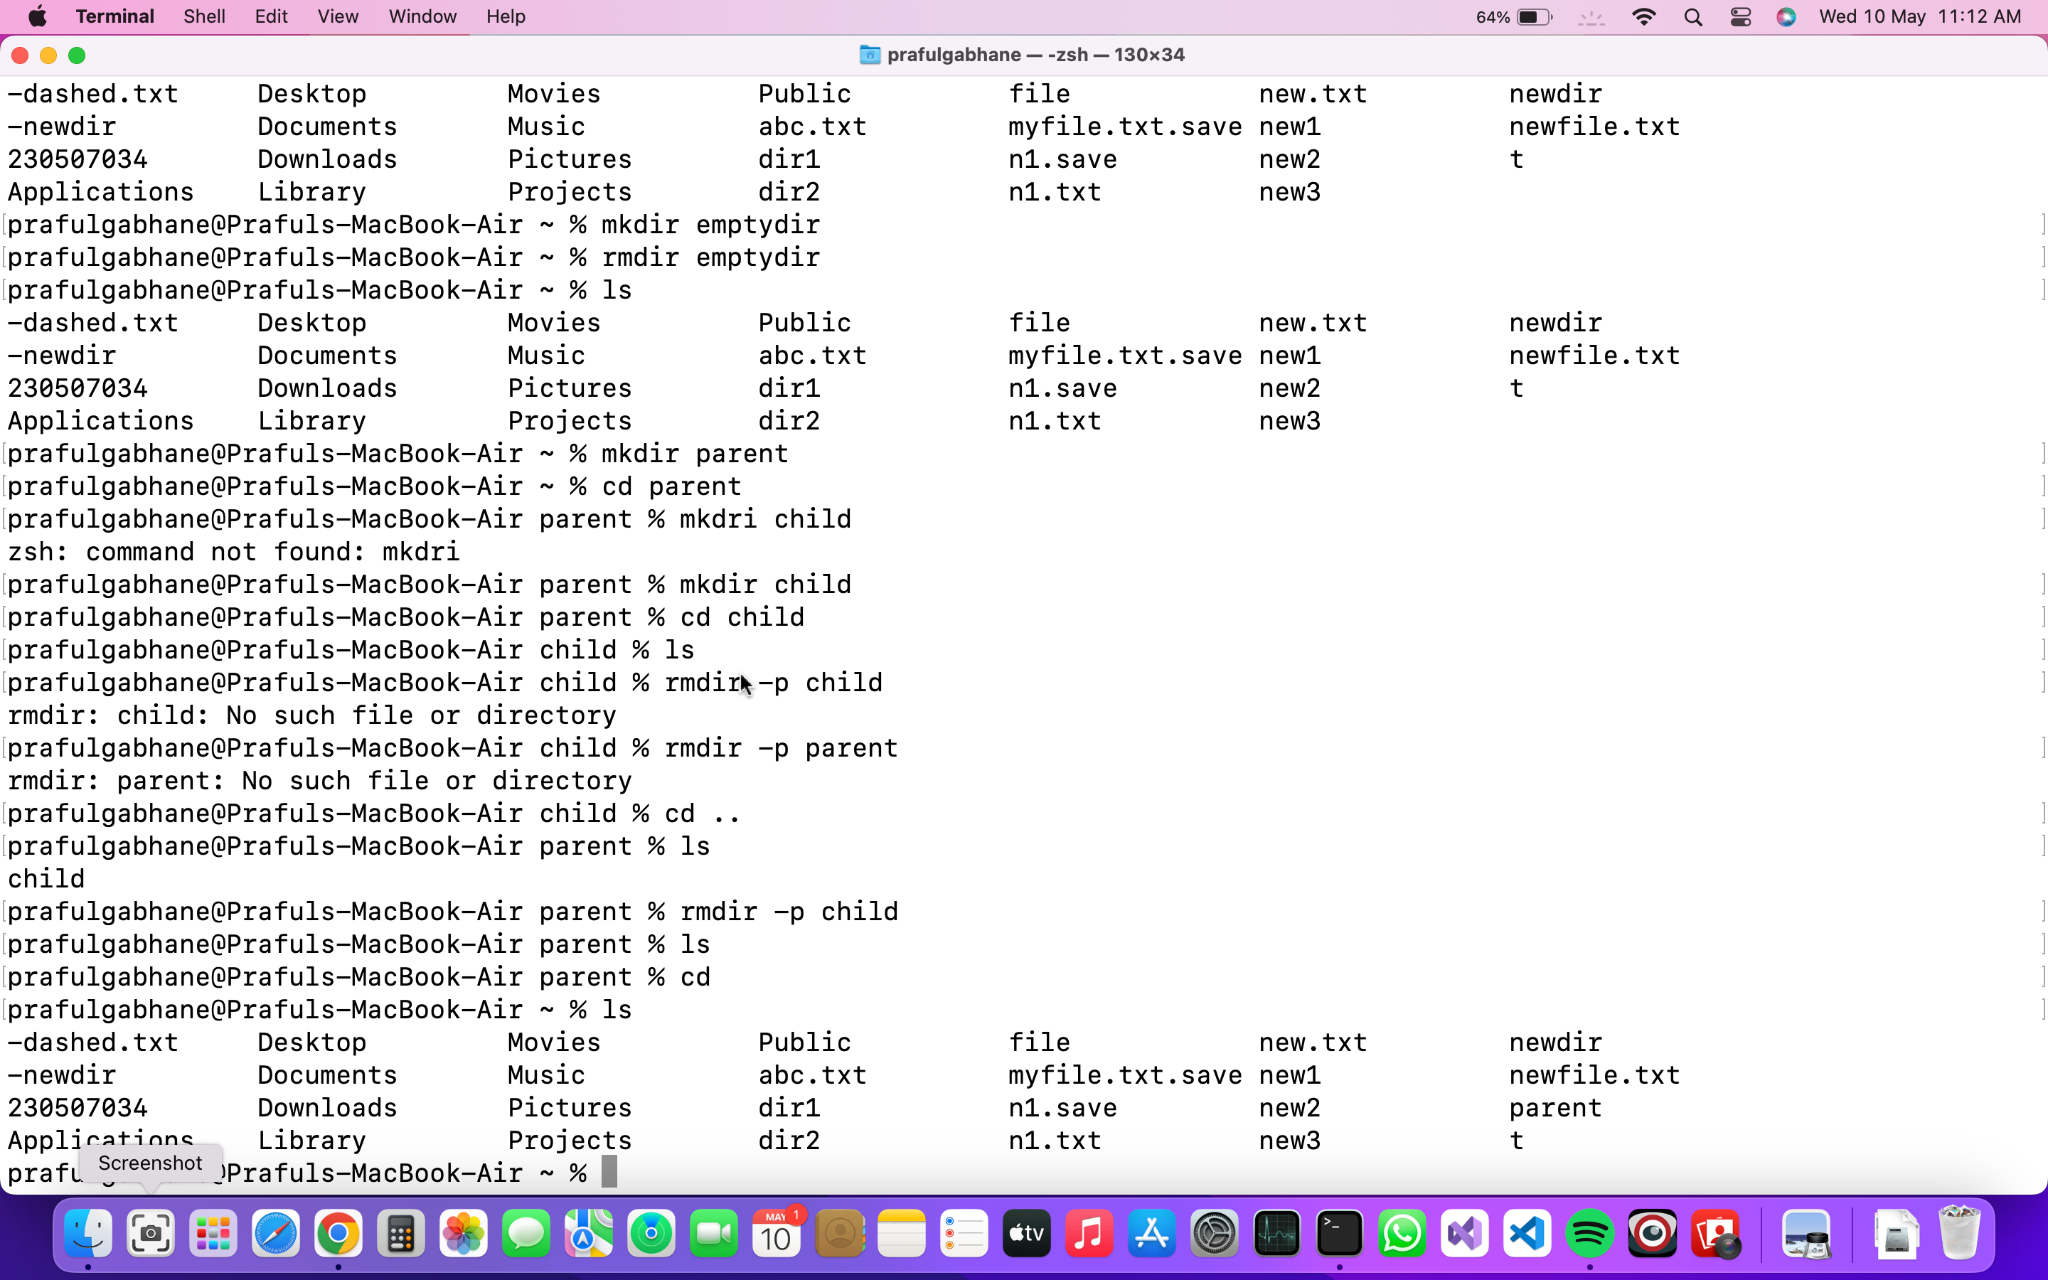 Terminal Shell Edit View Window Help 64% Wed 10 May 11:12 AM
prafulgabhane — -zsh — 130×34
-dashed.txt Desktop Movies Public file new.txt newdir
-newdir Documents Music abc.txt myfile.txt.save new1 newfile.txt
230507034 Downloads Pictures dir1 n1.save new2 t
Applications Library Projects dir2 n1.txt new3
[prafulgabhane@Prafuls-MacBook-Air ~ % mkdir emptydir ]
[prafulgabhane@Prafuls-MacBook-Air ~ % rmdir emptydir ]
[prafulgabhane@Prafuls-MacBook-Air ~ % ls ]
-dashed.txt Desktop Movies Public file new.txt newdir
-newdir Documents Music abc.txt myfile.txt.save new1 newfile.txt
230507034 Downloads Pictures dir1 n1.save new2 t
Applications Library Projects dir2 n1.txt new3
[prafulgabhane@Prafuls-MacBook-Air ~ % mkdir parent ]
[prafulgabhane@Prafuls-MacBook-Air ~ % cd parent ]
[prafulgabhane@Prafuls-MacBook-Air parent % mkdri child ]
zsh: command not found: mkdri
[prafulgabhane@Prafuls-MacBook-Air parent % mkdir child ]
[prafulgabhane@Prafuls-MacBook-Air parent % cd child ]
[prafulgabhane@Prafuls-MacBook-Air child % ls ]
[prafulgabhane@Prafuls-MacBook-Air child % rmdir -p child ]
rmdir: child: No such file or directory
[prafulgabhane@Prafuls-MacBook-Air child % rmdir -p parent ]
rmdir: parent: No such file or directory
[prafulgabhane@Prafuls-MacBook-Air child % cd .. ]
[prafulgabhane@Prafuls-MacBook-Air parent % ls ]
child
[prafulgabhane@Prafuls-MacBook-Air parent % rmdir -p child ]
[prafulgabhane@Prafuls-MacBook-Air parent % ls ]
[prafulgabhane@Prafuls-MacBook-Air parent % cd ]
[prafulgabhane@Prafuls-MacBook-Air ~ % ls ]
-dashed.txt Desktop Movies Public file new.txt newdir
-newdir Documents Music abc.txt myfile.txt.save new1 newfile.txt
230507034 Downloads Pictures dir1 n1.save new2 parent
Applications Library Projects dir2 n1.txt new3 t
Screenshot
prafu @Prafuls-MacBook-Air ~ %
MAY 1
10
tv
>_